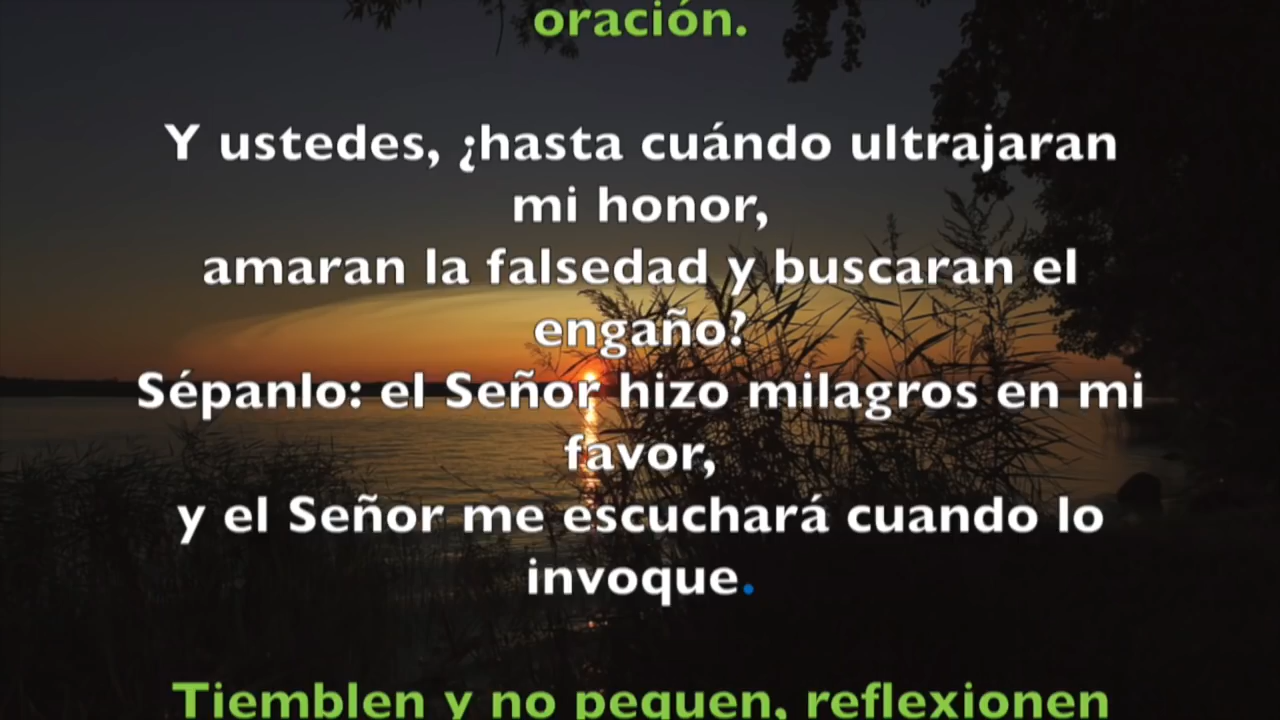 oración.
Y ustedes, ¿hasta cuándo ultrajaran
mi honor,
amaran la falsedad y buscaran el
engaño?
Sépanlo: el Señor hizo milagros en mi
favor,
y el Señor me escuchará cuando lo
invoque.
Tiemblen y no pequen, reflexionen